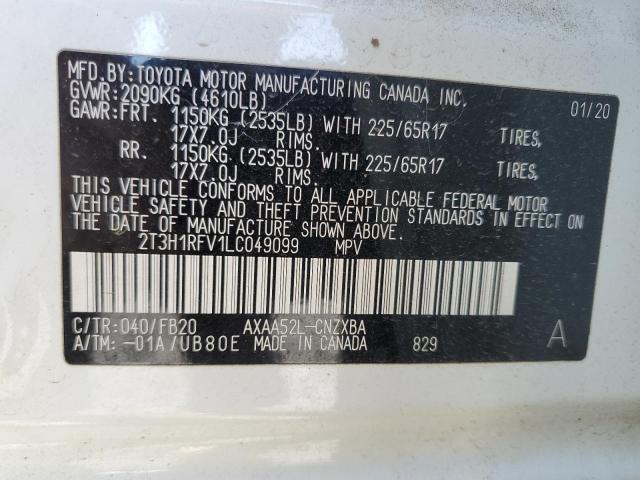 MFD.BY:TOYOTA MOTOR MANUFACTURING CANADA INC.
GVWR:2090KG (4610LB) 01/20
GAWR:FRT. 1150KG (2535LB) WITH 225/65R17 TIRES,
17X7.0J RIMS.
RR. 1150KG (2535LB) WITH 225/65R17 TIRES,
17X7.0J RIMS.
THIS VEHICLE CONFORMS TO ALL APPLICABLE FEDERAL MOTOR
VEHICLE SAFETY AND THEFT PREVENTION STANDARDS IN EFFECT ON
THE DATE OF MANUFACTURE SHOWN ABOVE.
2T3H1RFV1LC049099 MPV
C/TR:040/FB20 AXAA52L-CNZXBA A
A/TM:-01A/UB80E MADE IN CANADA 829